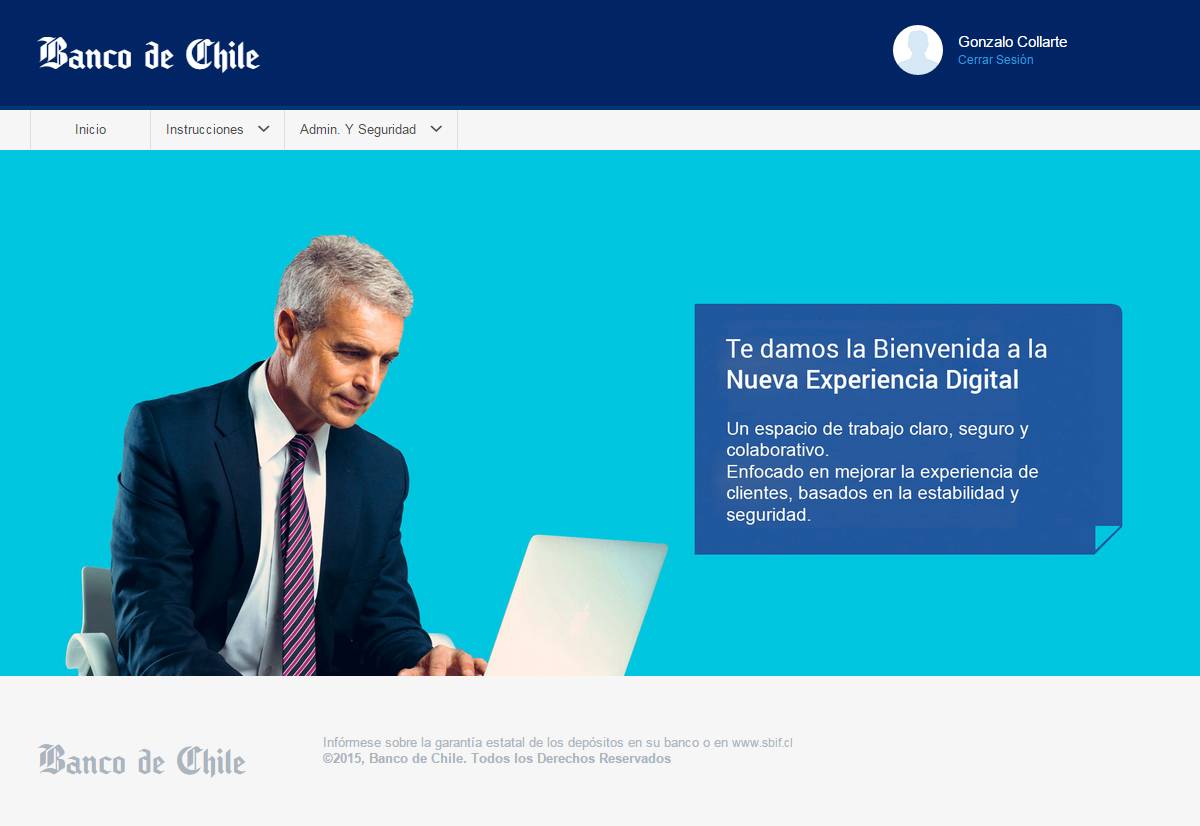 Banco de Chile
Gonzalo Collarte
Cerrar Sesión
Inicio
Instrucciones
Admin. Y Seguridad
Te damos la Bienvenida a la
Nueva Experiencia Digital
Un espacio de trabajo claro, seguro y
colaborativo.
Enfocado en mejorar la experiencia de
clientes, basados en la estabilidad y
seguridad.
Banco de Chile
Infórmese sobre la garantía estatal de los depósitos en su banco o en www.sbif.cl
©2015, Banco de Chile. Todos los Derechos Reservados